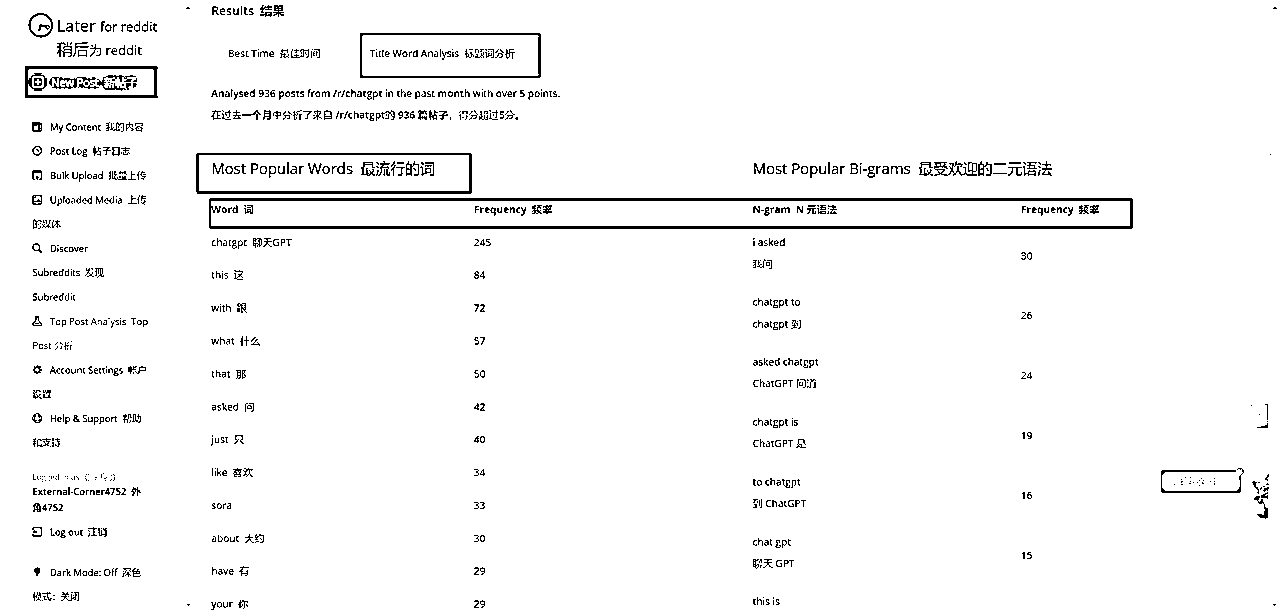 Later for reddit
稍后为 reddit
New Post 新帖子
My Content 我的内容
Post Log 帖子日志
Bulk Upload 批量上传
Uploaded Media 上传
的媒体
Discover
Subreddits 发现
Subreddit
Top Post Analysis Top
Post 分析
Account Settings 帐户
设置
Help & Support 帮助
和支持
External-Corner4752 外
角4752
Log out 注销
Dark Mode: Off 深色
模式：关闭
Results 结果
Best Time 最佳时间
Title Word Analysis 标题词分析
Analysed 936 posts from /r/chatgpt in the past month with over 5 points.
在过去一个月中分析了来自 /r/chatgpt的 936 篇帖子，得分超过5分。
Most Popular Words 最流行的词
Word 词 Frequency 频率
chatgpt 聊天GPT 245
this 这 84
with 跟 72
what 什么 57
that 那 50
asked 问 42
just 只 40
like 喜欢 34
sora 33
about 大约 30
have 有 29
your 你 29
Most Popular Bi-grams 最受欢迎的二元语法
N-gram N 元语法 Frequency 频率
i asked
我问
30
chatgpt to
chatgpt 到
26
asked chatgpt
ChatGPT 问道
24
chatgpt is
ChatGPT 是
19
to chatgpt
到 ChatGPT
16
chat gpt
聊天 GPT
15
this is